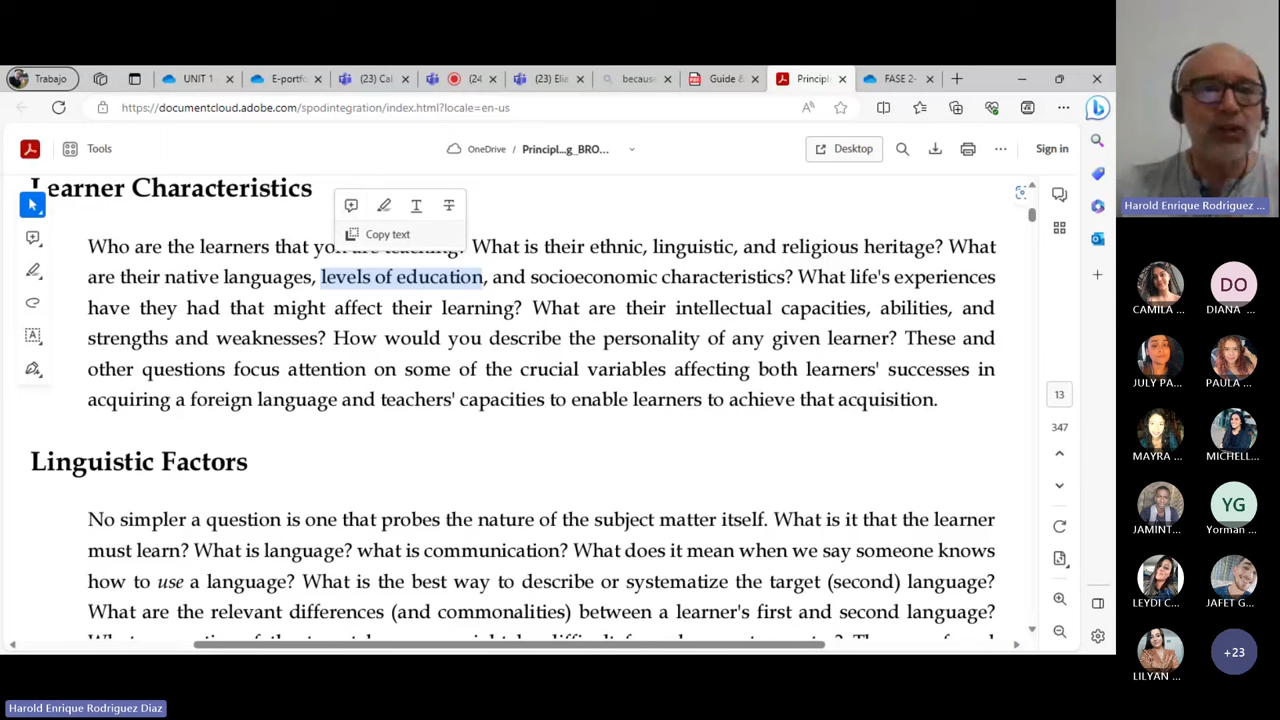 Trabajo
UNIT 1
E-portfo
(23) Cal
(24
(23) Elia
because
Guide &
Principl
FASE 2-
https://documentcloud.adobe.com/spodintegration/index.html?locale=en-us
Tools
OneDrive / Principl...g_BRO...
Desktop
Sign in
Learner Characteristics
Copy text
Who are the learners that you are teaching? What is their ethnic, linguistic, and religious heritage? What
are their native languages, levels of education, and socioeconomic characteristics? What life's experiences
have they had that might affect their learning? What are their intellectual capacities, abilities, and
strengths and weaknesses? How would you describe the personality of any given learner? These and
other questions focus attention on some of the crucial variables affecting both learners' successes in
acquiring a foreign language and teachers' capacities to enable learners to achieve that acquisition.
Linguistic Factors
No simpler a question is one that probes the nature of the subject matter itself. What is it that the learner
must learn? What is language? what is communication? What does it mean when we say someone knows
how to use a language? What is the best way to describe or systematize the target (second) language?
What are the relevant differences (and commonalities) between a learner's first and second language?
13
347
Harold Enrique Rodriguez ...
CAMILA ...
DO
DIANA ...
JULY PA...
PAULA ...
MAYRA ...
MICHELL...
JAMINT...
YG
Yorman ...
LEYDI C...
JAFET G...
LILYAN ...
+23
Harold Enrique Rodriguez Diaz